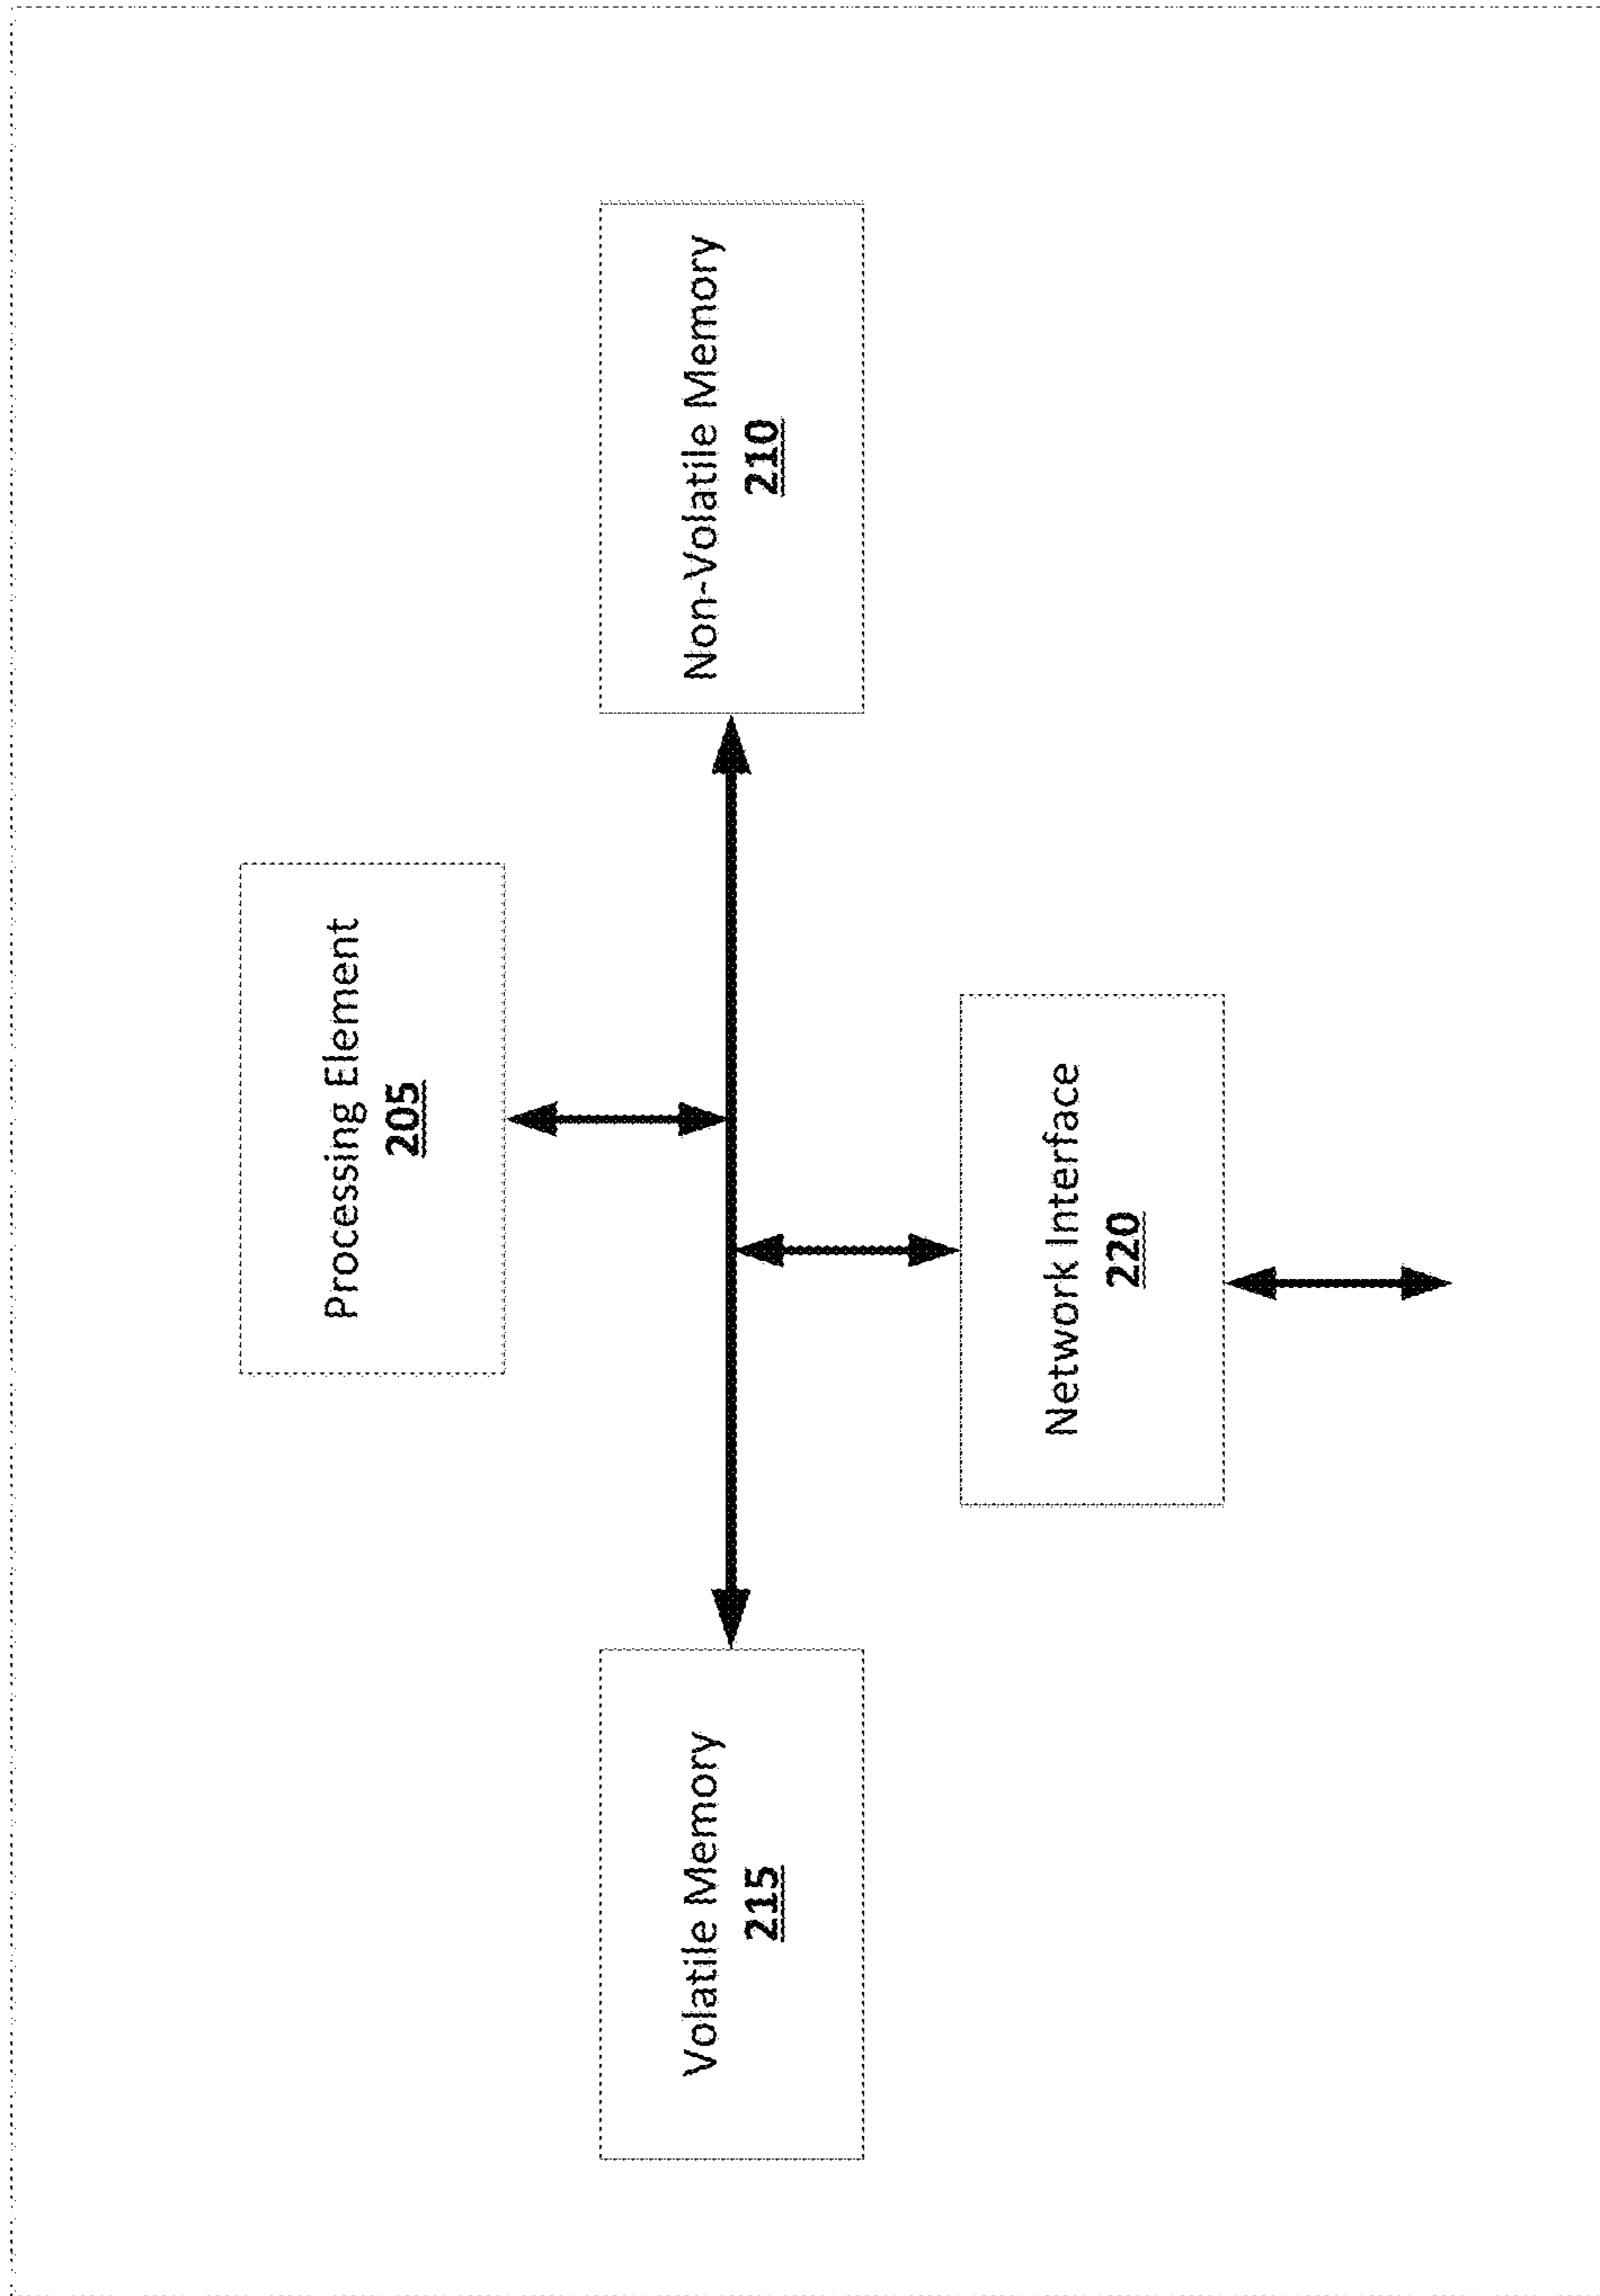 Processing Element
205
Volatile Memory
215
Non-Volatile Memory
210
Network Interface
220